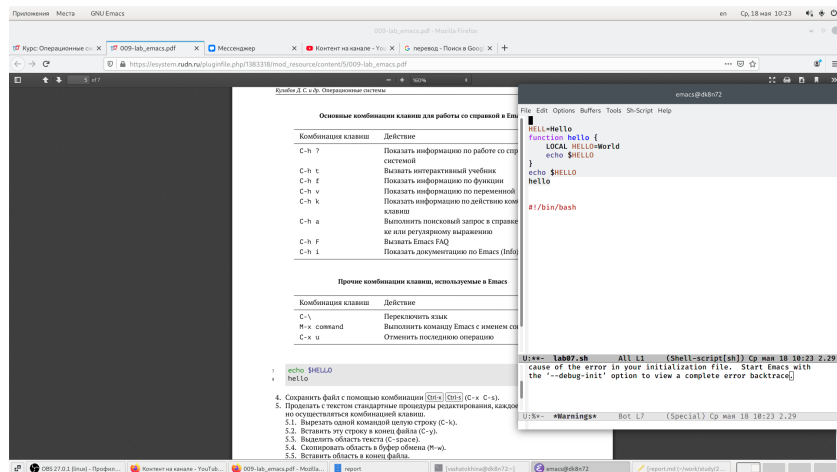 Приложения Места GNU Emacs
en Ср, 18 мая 10:23
009-lab_emacs.pdf - Mozilla Firefox
Курс: Операционные си
009-lab_emacs.pdf
Мессенджер
Контент на канале - You
перевод - Поиск в Goog
https://esystem.rudn.ru/pluginfile.php/1383318/mod_resource/content/5/009-lab_emacs.pdf
5 из 7
160%
Кулябов Д. С. и др. Операционные системы
Основные комбинации клавиш для работы со справкой в Ema
Комбинация клавиш Действие
C-h ? Показать информацию по работе со спр
системой
C-h t Вызвать интерактивный учебник
C-h f Показать информацию по функции
C-h v Показать информацию по переменной
C-h k Показать информацию по действию ком
клавиш
C-h a Выполнить поисковый запрос в справке
ке или регулярному выражению
C-h F Вызвать Emacs FAQ
C-h i Показать документацию по Emacs (Info)
Прочие комбинации клавиш, используемые в Emacs
Комбинация клавиш Действие
C-\ Переключить язык
M-x command Выполнить команду Emacs с именем com
C-x u Отменить последнюю операцию
echo $HELLO
hello
4. Сохранить файл с помощью комбинации Ctrl-x Ctrl-s (C-x C-s).
5. Проделать с текстом стандартные процедуры редактирования, каждое
но осуществляться комбинацией клавиш.
5.1. Вырезать одной командой целую строку (C-k).
5.2. Вставить эту строку в конец файла (C-y).
5.3. Выделить область текста (C-space).
5.4. Скопировать область в буфер обмена (M-w).
5.5. Вставить область в конец файла.
emacs@dk8n72
File Edit Options Buffers Tools Sh-Script Help
HELL=Hello
function hello {
LOCAL HELLO=World
echo $HELLO
}
echo $HELLO
hello
#!/bin/bash
U:**- lab07.sh All L1 (Shell-script[sh]) Ср мая 18 10:23 2.29
cause of the error in your initialization file. Start Emacs with
the '--debug-init' option to view a complete error backtrace.
U:%*- *Warnings* Bot L7 (Special) Ср мая 18 10:23 2.29
OBS 27.0.1 (linux) - Профил...
Контент на канале - YouTub...
009-lab_emacs.pdf - Mozilla...
report
emacs@dk8n72
[report.md (~/work/study/2...